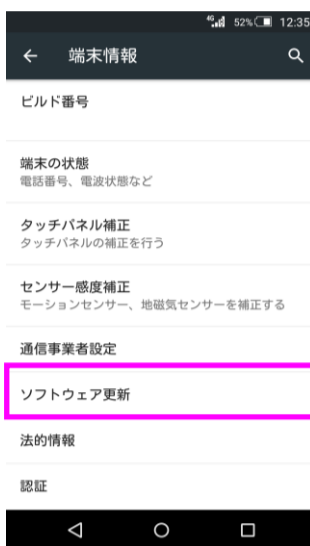 4G 52% 12:35
端末情報
ビルド番号
端末の状態
電話番号、電波状態など
タッチパネル補正
タッチパネルの補正を行う
センサー感度補正
モーションセンサー、地磁気センサーを補正する
通信事業者設定
ソフトウェア更新
法的情報
認証